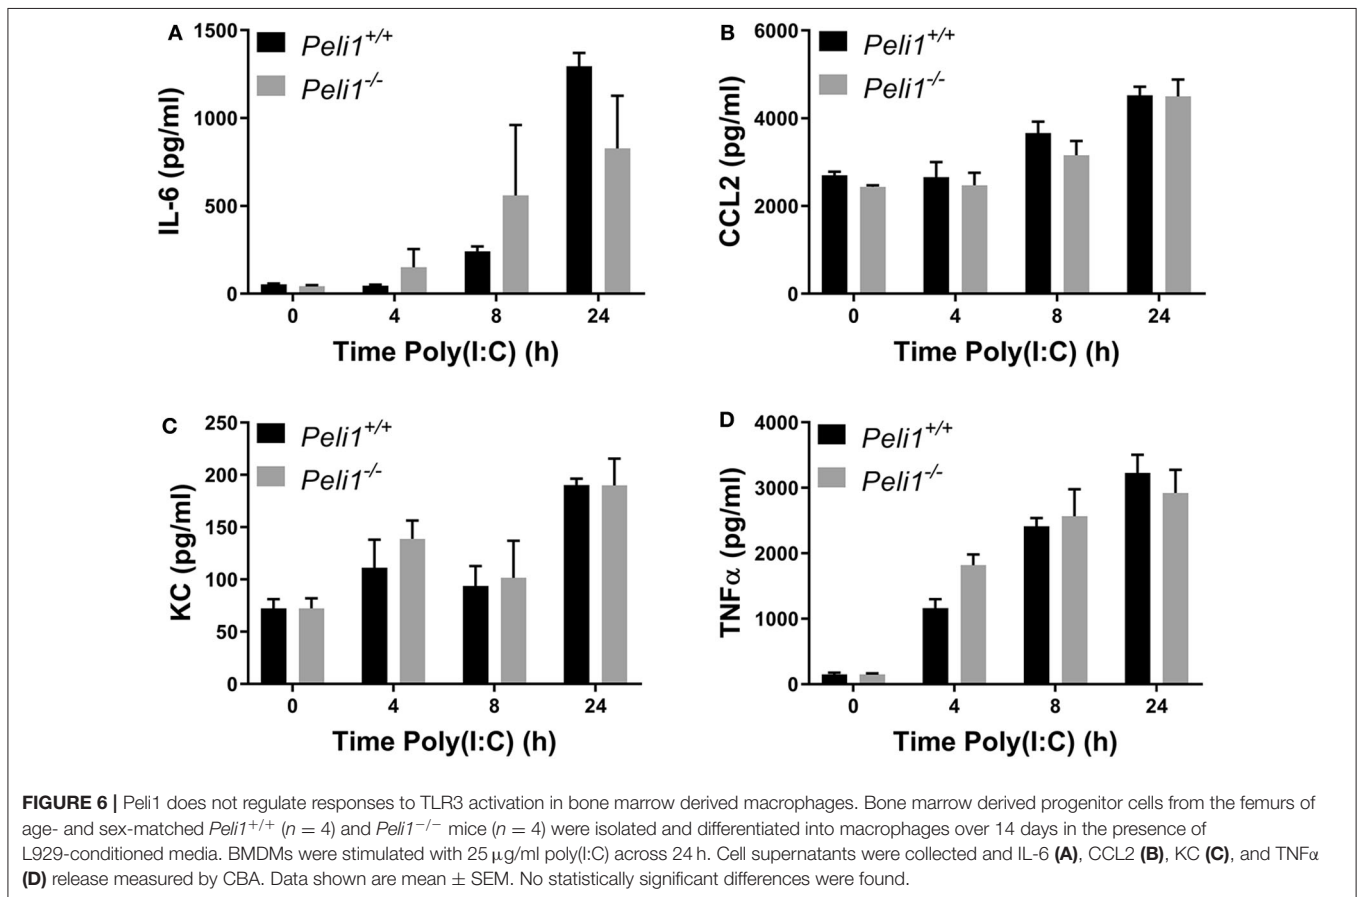 A
1500
1000
500
0
IL-6 (pg/ml)
Peli1+/+
Peli1-/-
0 4 8 24
Time Poly(I:C) (h)
B
6000
4000
2000
0
CCL2 (pg/ml)
Peli1+/+
Peli1-/-
0 4 8 24
Time Poly(I:C) (h)
C
250
200
150
100
50
0
KC (pg/ml)
Peli1+/+
Peli1-/-
0 4 8 24
Time Poly(I:C) (h)
D
4000
3000
2000
1000
0
TNFα (pg/ml)
Peli1+/+
Peli1-/-
0 4 8 24
Time Poly(I:C) (h)
FIGURE 6 | Peli1 does not regulate responses to TLR3 activation in bone marrow derived macrophages. Bone marrow derived progenitor cells from the femurs of
age- and sex-matched Peli1+/+ (n = 4) and Peli1−/− mice (n = 4) were isolated and differentiated into macrophages over 14 days in the presence of
L929-conditioned media. BMDMs were stimulated with 25 μg/ml poly(I:C) across 24 h. Cell supernatants were collected and IL-6 (A), CCL2 (B), KC (C), and TNFα
(D) release measured by CBA. Data shown are mean ± SEM. No statistically significant differences were found.